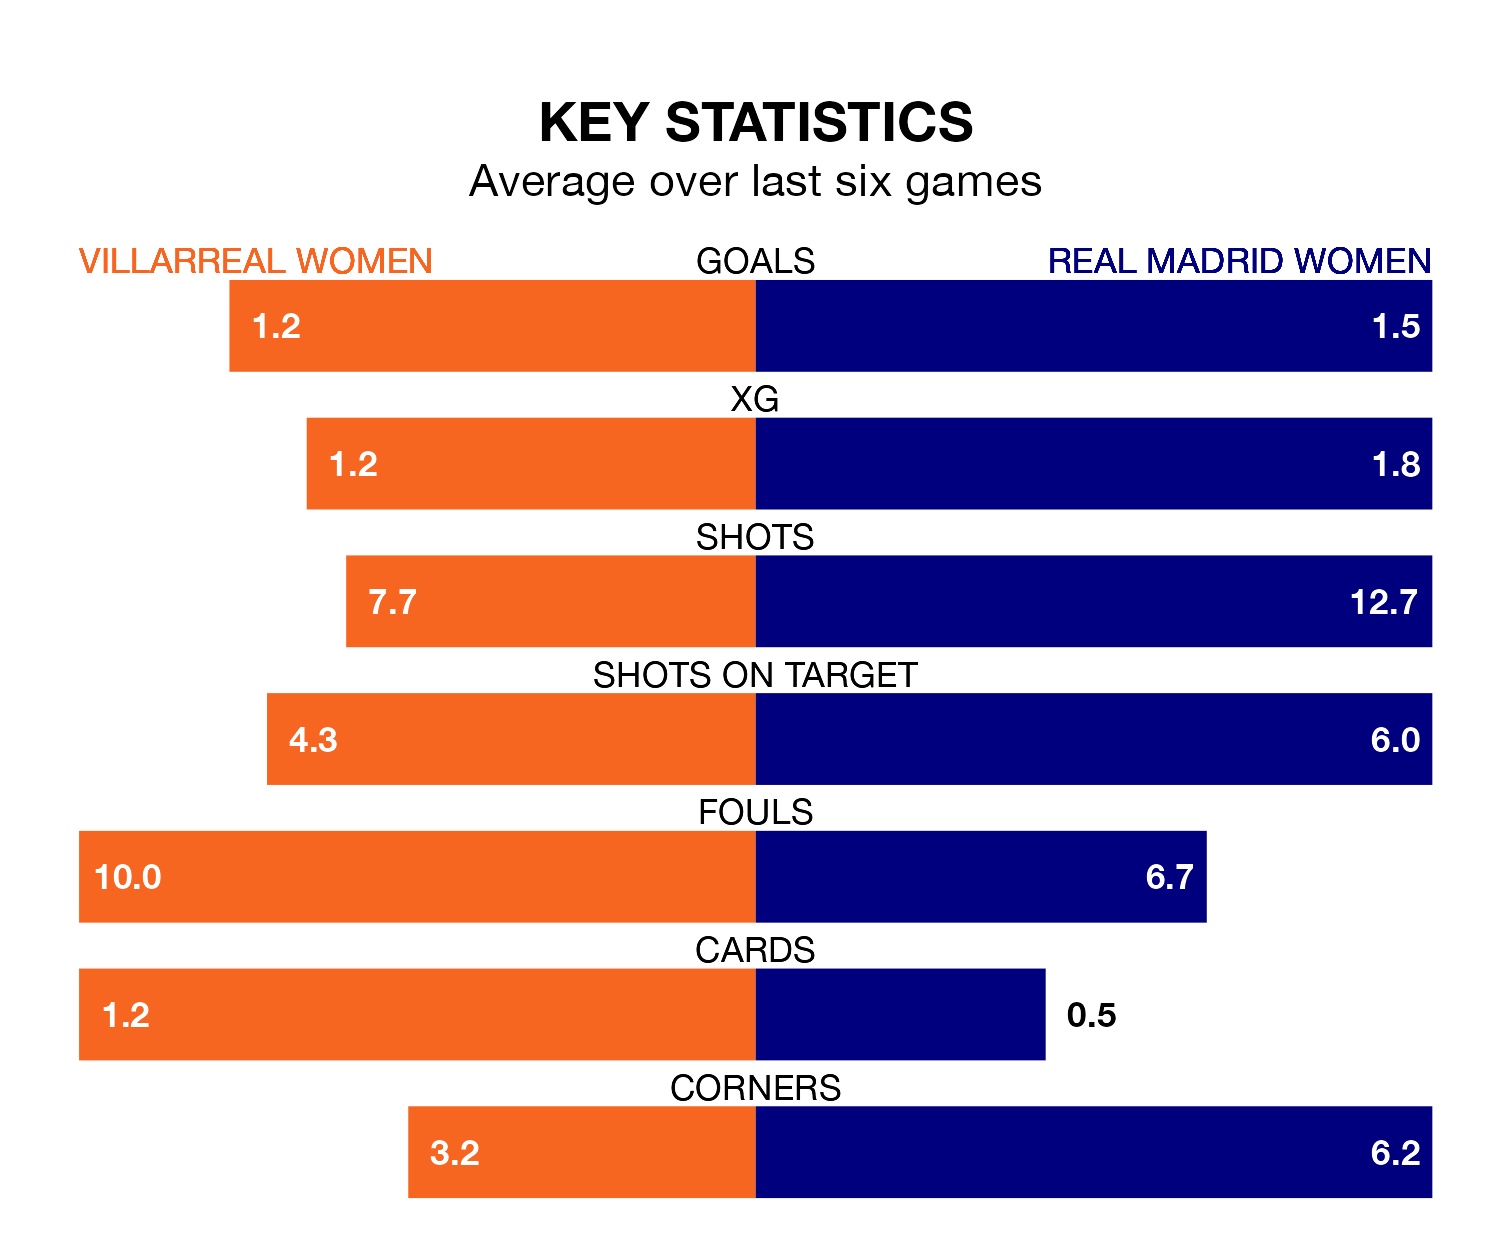 KEY STATISTICS
Average over last six games
VILLARREAL WOMEN GOALS REAL MADRID WOMEN
1.2 1.5
XG
1.2 1.8
SHOTS
7.7 12.7
SHOTS ON TARGET
4.3 6.0
FOULS
10.0 6.7
CARDS
1.2 0.5
CORNERS
3.2 6.2